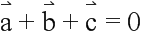 a⃗ + b⃗ + c⃗ = 0